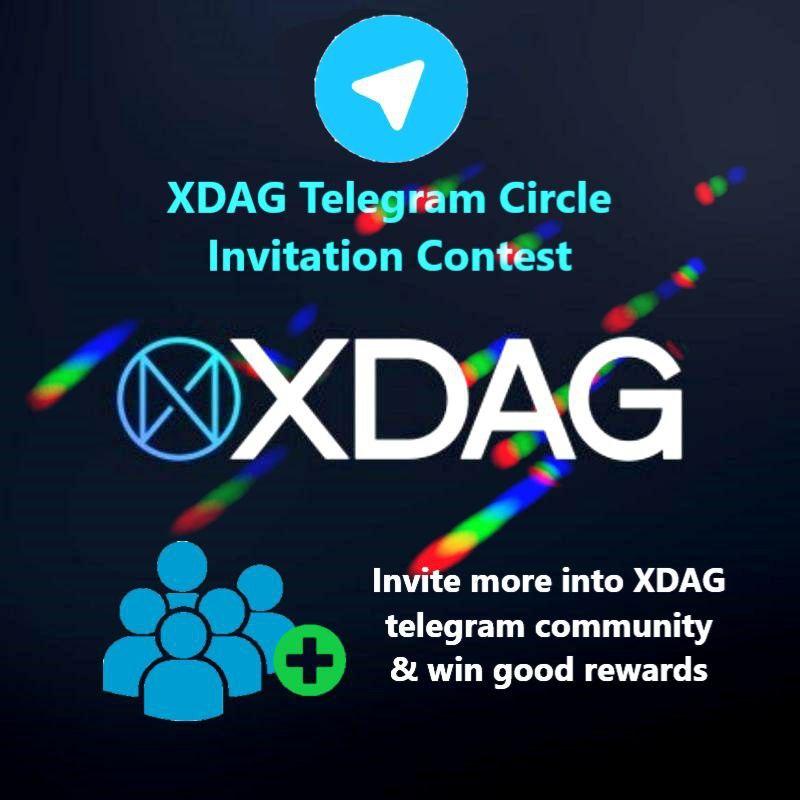 XDAG Telegram Circle
Invitation Contest
XDAG
Invite more into XDAG
telegram community
& win good rewards